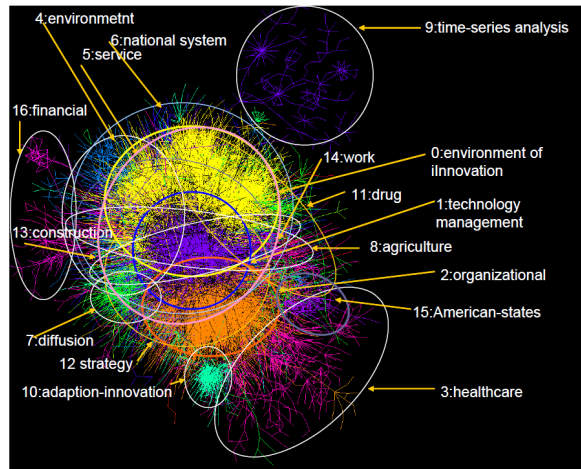 4:environmetnt
6:national system
5:service
9:time-series analysis
16:financial
14:work
0:environment of
iInnovation
11:drug
1:technology
management
13:construction
8:agriculture
2:organizational
15:American-states
7:diffusion
12 strategy
10:adaption-innovation
3:healthcare